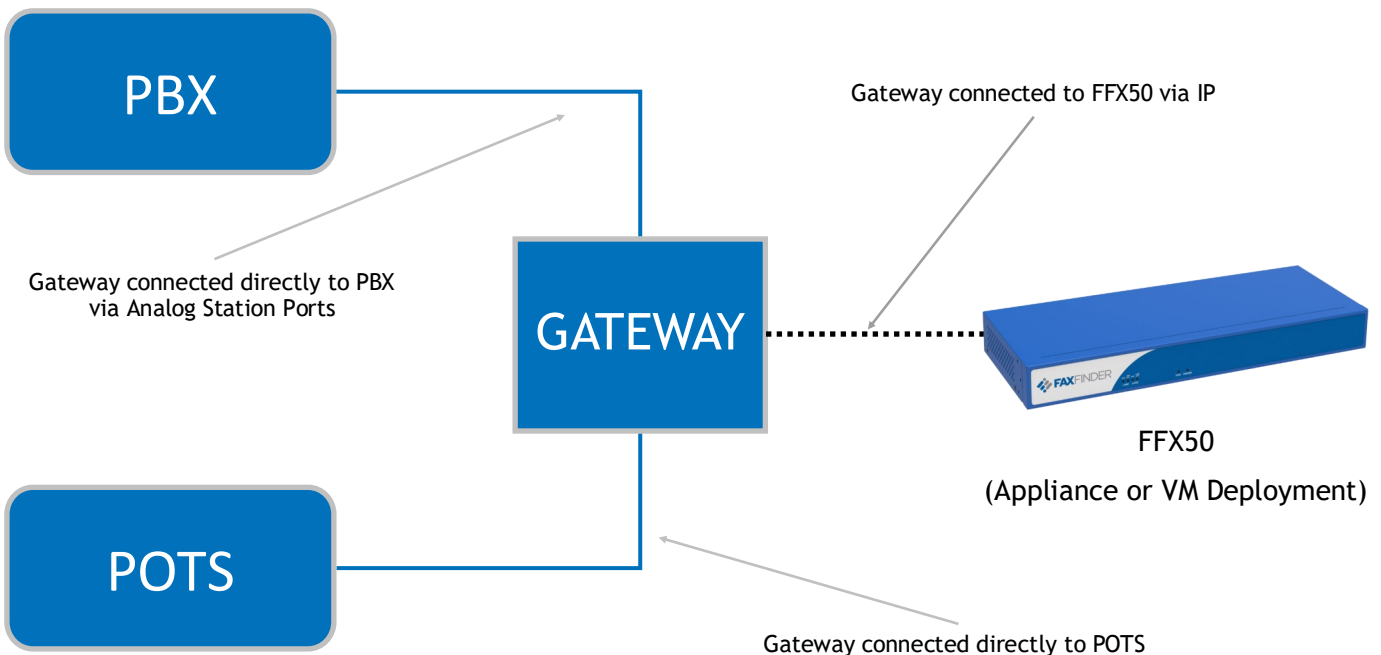 PBX
Gateway connected to FFX50 via IP
Gateway connected directly to PBX
via Analog Station Ports
GATEWAY
FAXFINDER
FFX50
(Appliance or VM Deployment)
POTS
Gateway connected directly to POTS